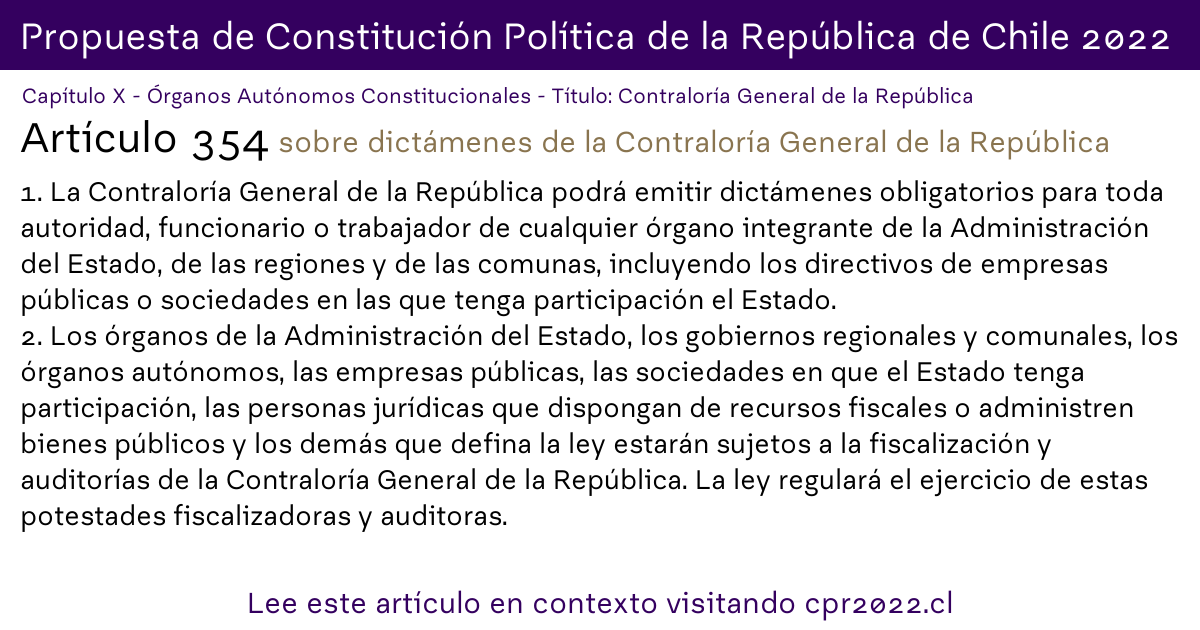 Propuesta de Constitución Política de la República de Chile 2022
Capítulo X - Órganos Autónomos Constitucionales - Título: Contraloría General de la República
Artículo 354 sobre dictámenes de la Contraloría General de la República
1. La Contraloría General de la República podrá emitir dictámenes obligatorios para toda
autoridad, funcionario o trabajador de cualquier órgano integrante de la Administración
del Estado, de las regiones y de las comunas, incluyendo los directivos de empresas
públicas o sociedades en las que tenga participación el Estado.
2. Los órganos de la Administración del Estado, los gobiernos regionales y comunales, los
órganos autónomos, las empresas públicas, las sociedades en que el Estado tenga
participación, las personas jurídicas que dispongan de recursos fiscales o administren
bienes públicos y los demás que defina la ley estarán sujetos a la fiscalización y
auditorías de la Contraloría General de la República. La ley regulará el ejercicio de estas
potestades fiscalizadoras y auditoras.
Lee este artículo en contexto visitando cpr2022.cl